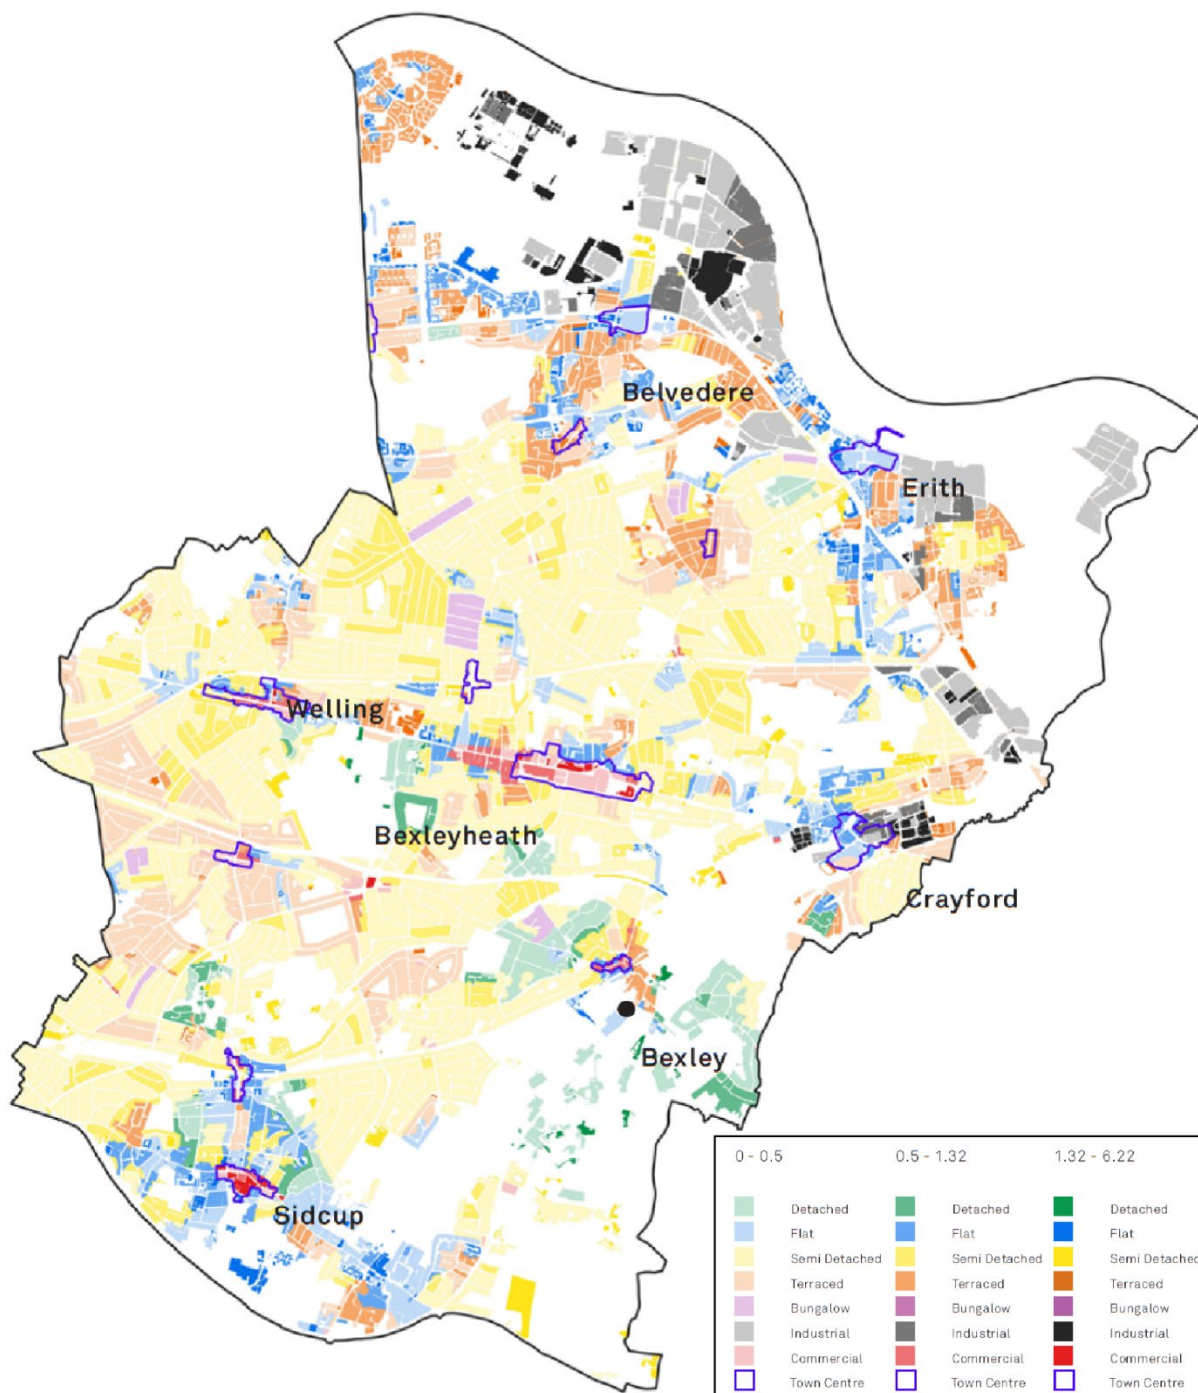 Belvedere
Erith
Welling
Bexleyheath
Crayford
Bexley
Sidcup
0 - 0.5 0.5 - 1.32 1.32 - 6.22
Detached Detached Detached
Flat Flat Flat
Semi Detached Semi Detached Semi Detached
Terraced Terraced Terraced
Bungalow Bungalow Bungalow
Industrial Industrial Industrial
Commercial Commercial Commercial
Town Centre Town Centre Town Centre